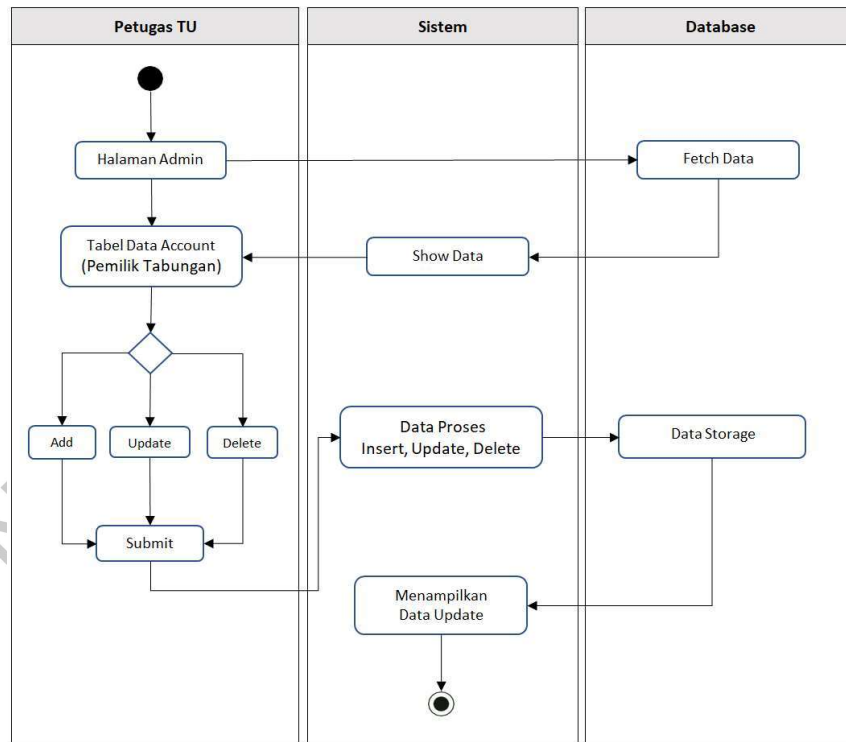 Petugas TU
Sistem
Database
Halaman Admin
Fetch Data
Tabel Data Account
(Pemilik Tabungan)
Show Data
Add
Update
Delete
Data Proses
Insert, Update, Delete
Data Storage
Submit
Menampilkan
Data Update